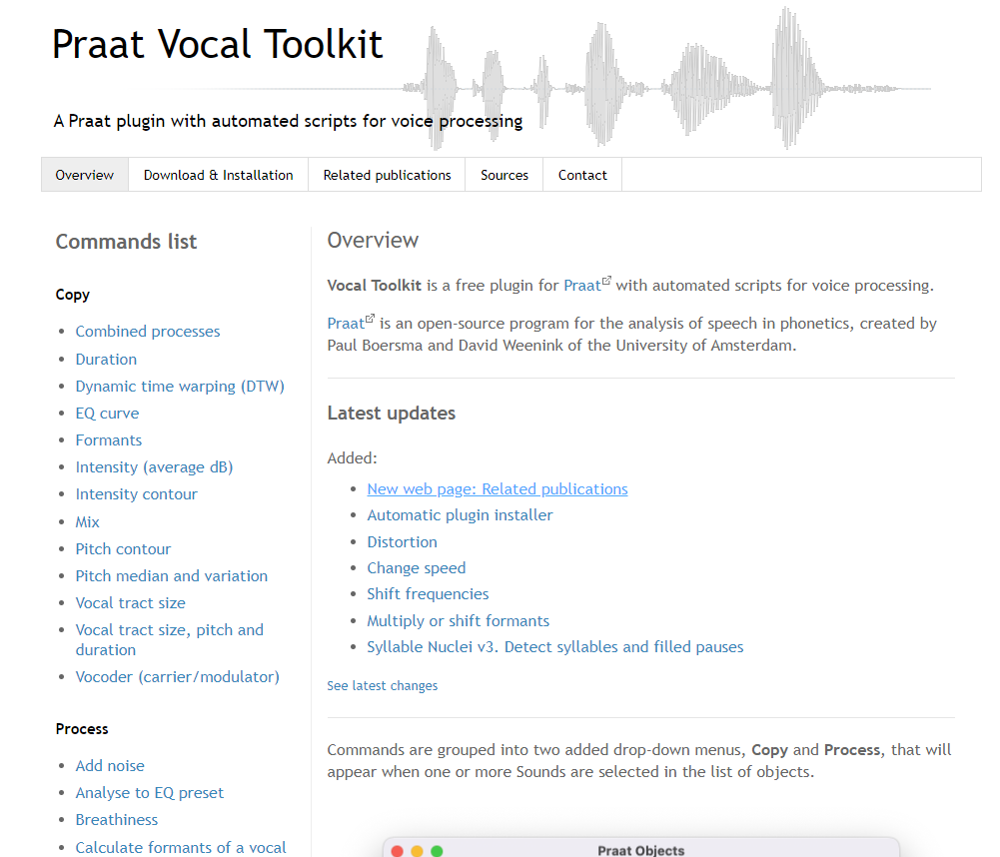 Praat Vocal Toolkit
A Praat plugin with automated scripts for voice processing
Overview
Download & Installation
Related publications
Sources
Contact
Commands list
Copy
Combined processes
Duration
Dynamic time warping (DTW)
EQ curve
Formants
Intensity (average dB)
Intensity contour
Mix
Pitch contour
Pitch median and variation
Vocal tract size
Vocal tract size, pitch and
duration
Vocoder (carrier/modulator)
Process
Add noise
Analyse to EQ preset
Breathiness
Calculate formants of a vocal
Overview
Vocal Toolkit is a free plugin for Praat with automated scripts for voice processing.
Praat is an open-source program for the analysis of speech in phonetics, created by
Paul Boersma and David Weenink of the University of Amsterdam.
Latest updates
Added:
New web page: Related publications
Automatic plugin installer
Distortion
Change speed
Shift frequencies
Multiply or shift formants
Syllable Nuclei v3. Detect syllables and filled pauses
See latest changes
Commands are grouped into two added drop-down menus, Copy and Process, that will
appear when one or more Sounds are selected in the list of objects.
Praat Objects